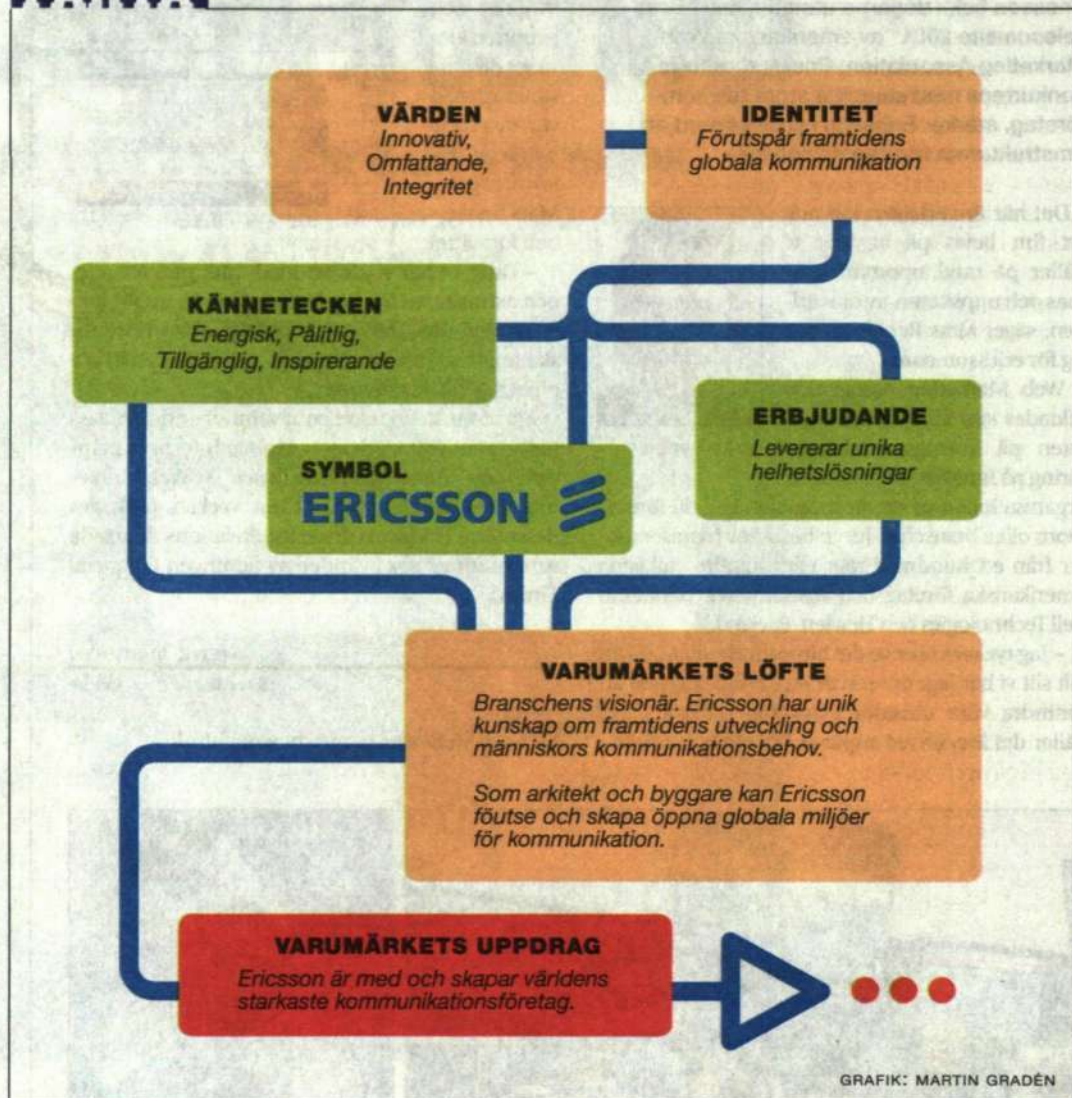 VÄRDEN
Innovativ,
Omfattande,
Integritet
IDENTITET
Förutspår framtidens
globala kommunikation
KÄNNETECKEN
Energisk, Pålitlig,
Tillgänglig, Inspirerande
ERBJUDANDE
Levererar unika
helhetslösningar
SYMBOL
ERICSSON
VARUMÄRKETS LÖFTE
Branschens visionär. Ericsson har unik
kunskap om framtidens utveckling och
människors kommunikationsbehov.
Som arkitekt och byggare kan Ericsson
föutse och skapa öppna globala miljöer
för kommunikation.
VARUMÄRKETS UPPDRAG
Ericsson är med och skapar världens
starkaste kommunikationsföretag.
GRAFIK: MARTIN GRADÉN